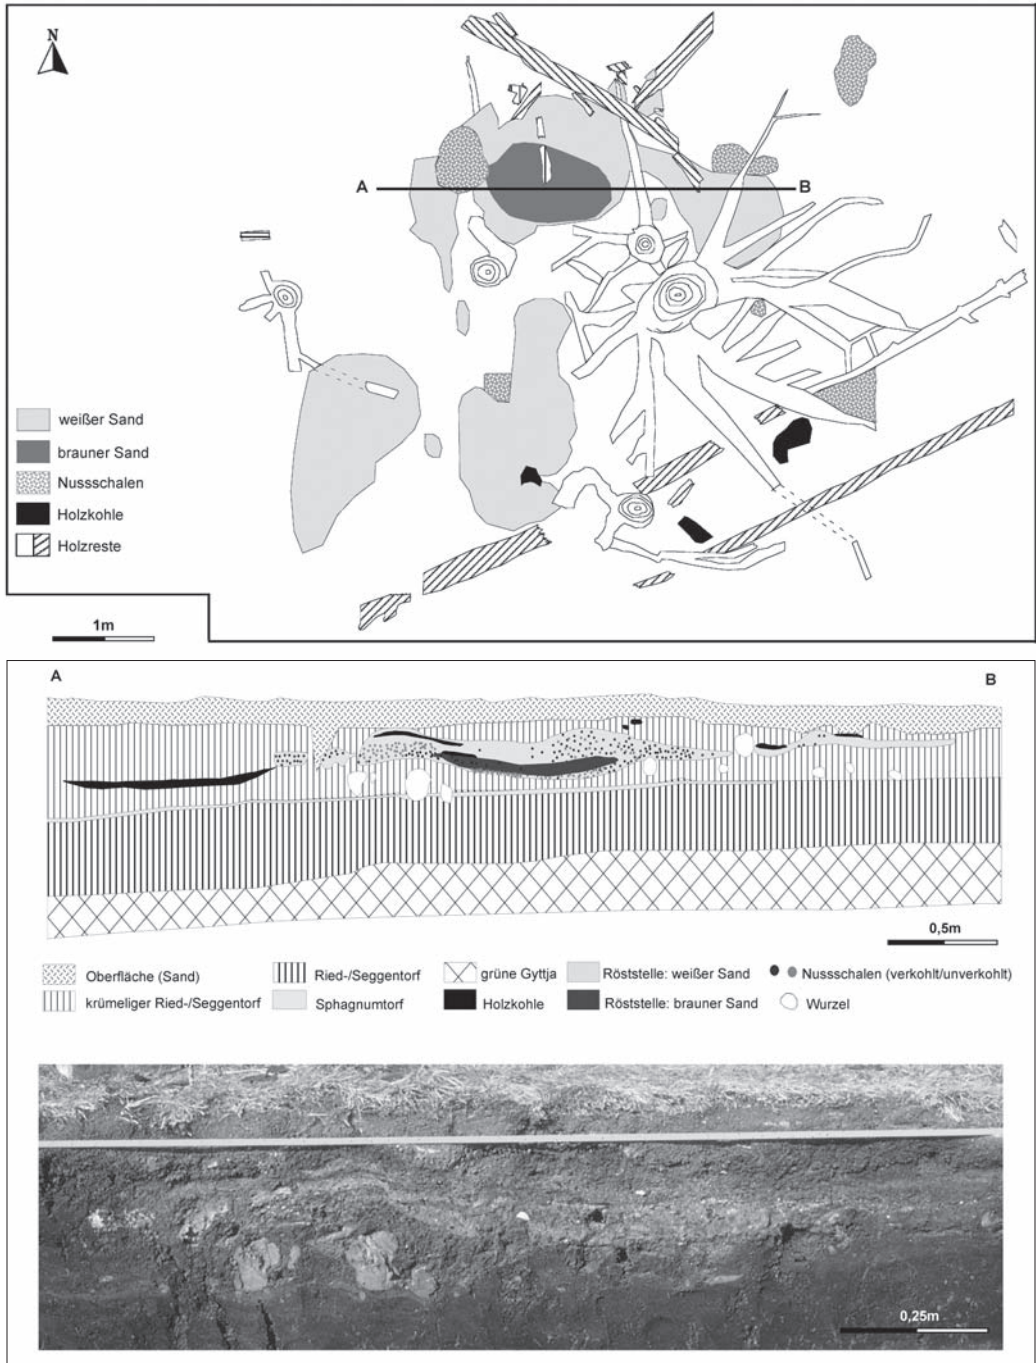 N
A B
weißer Sand
brauner Sand
Nussschalen
Holzkohle
Holzreste
1m
A B
0,5m
Oberfläche (Sand) Ried-/Seggentorf grüne Gyttja Röststelle: weißer Sand Nussschalen (verkohlt/unverkohlt)
krümeliger Ried-/Seggentorf Sphagnumtorf Holzkohle Röststelle: brauner Sand Wurzel
0,25m